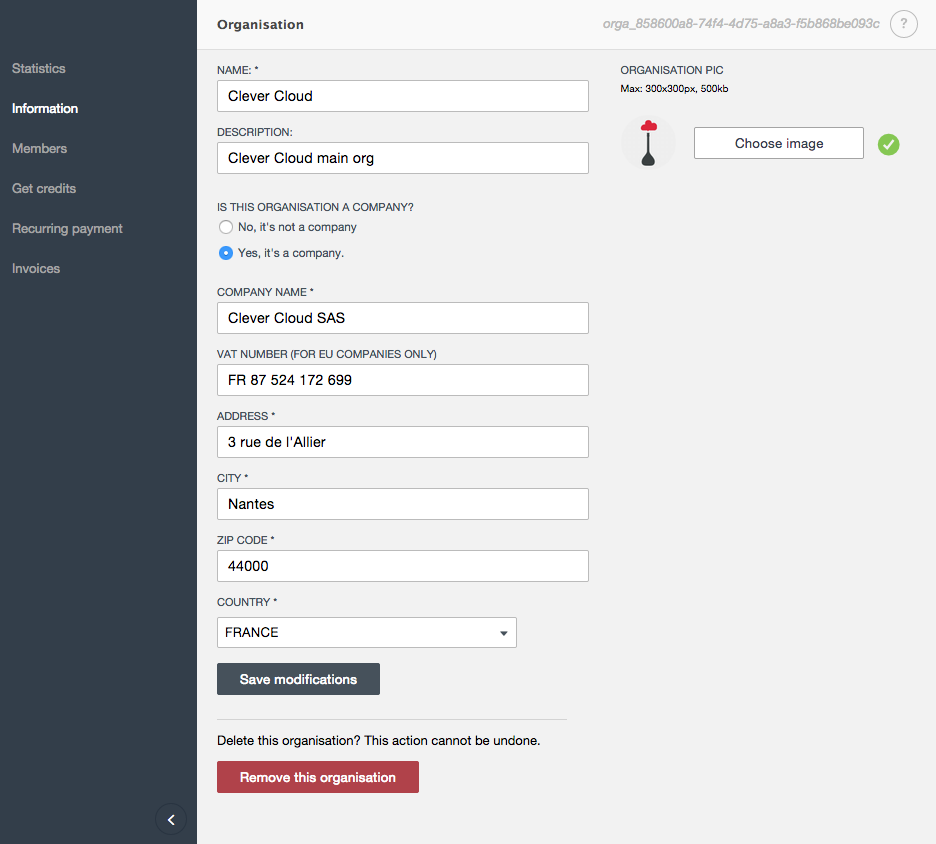 Organisation
orga_858600a8-74f4-4d75-a8a3-f5b868be093c
?
Statistics
Information
Members
Get credits
Recurring payment
Invoices
NAME: *
Clever Cloud
DESCRIPTION:
Clever Cloud main org
IS THIS ORGANISATION A COMPANY?
No, it's not a company
Yes, it's a company.
COMPANY NAME *
Clever Cloud SAS
VAT NUMBER (FOR EU COMPANIES ONLY)
FR 87 524 172 699
ADDRESS *
3 rue de l'Allier
CITY *
Nantes
ZIP CODE *
44000
COUNTRY *
FRANCE
Save modifications
Delete this organisation? This action cannot be undone.
Remove this organisation
ORGANISATION PIC
Max: 300x300px, 500kb
Choose image